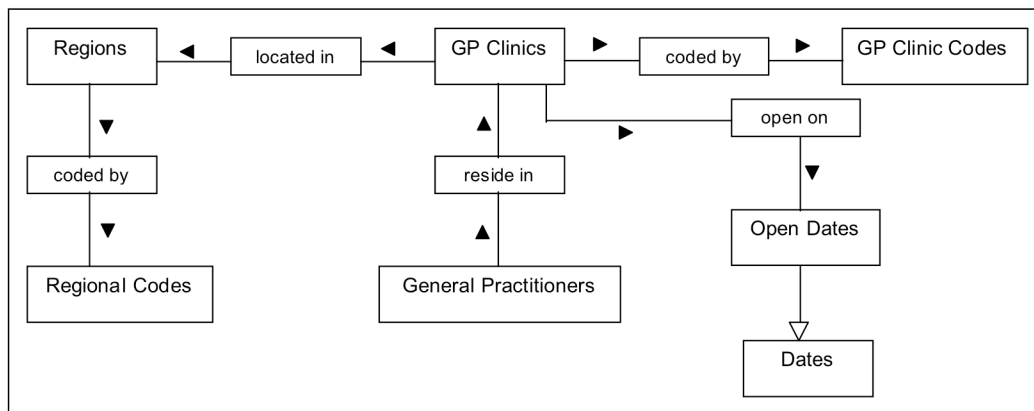 Regions
located in
GP Clinics
coded by
GP Clinic Codes
open on
coded by
reside in
Open Dates
Regional Codes
General Practitioners
Dates